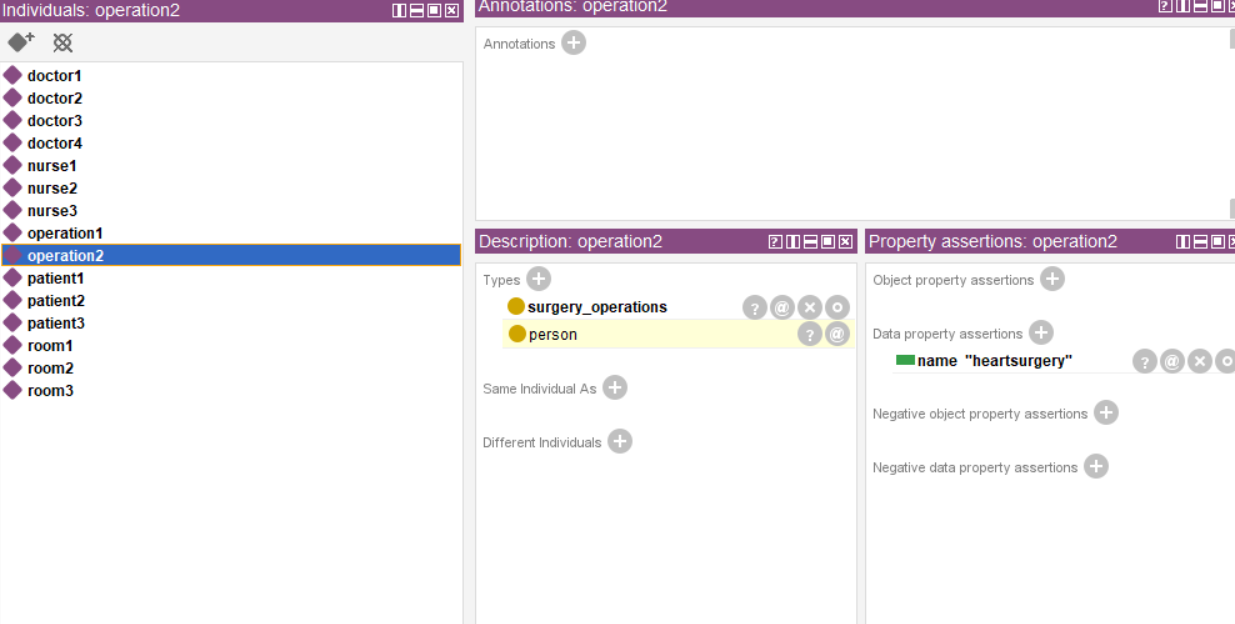 Individuals: operation2
doctor1
doctor2
doctor3
doctor4
nurse1
nurse2
nurse3
operation1
operation2
patient1
patient2
patient3
room1
room2
room3
Annotations: operation2
Annotations
Description: operation2
Types
surgery_operations
person
Same Individual As
Different Individuals
Property assertions: operation2
Object property assertions
Data property assertions
name "heartsurgery"
Negative object property assertions
Negative data property assertions